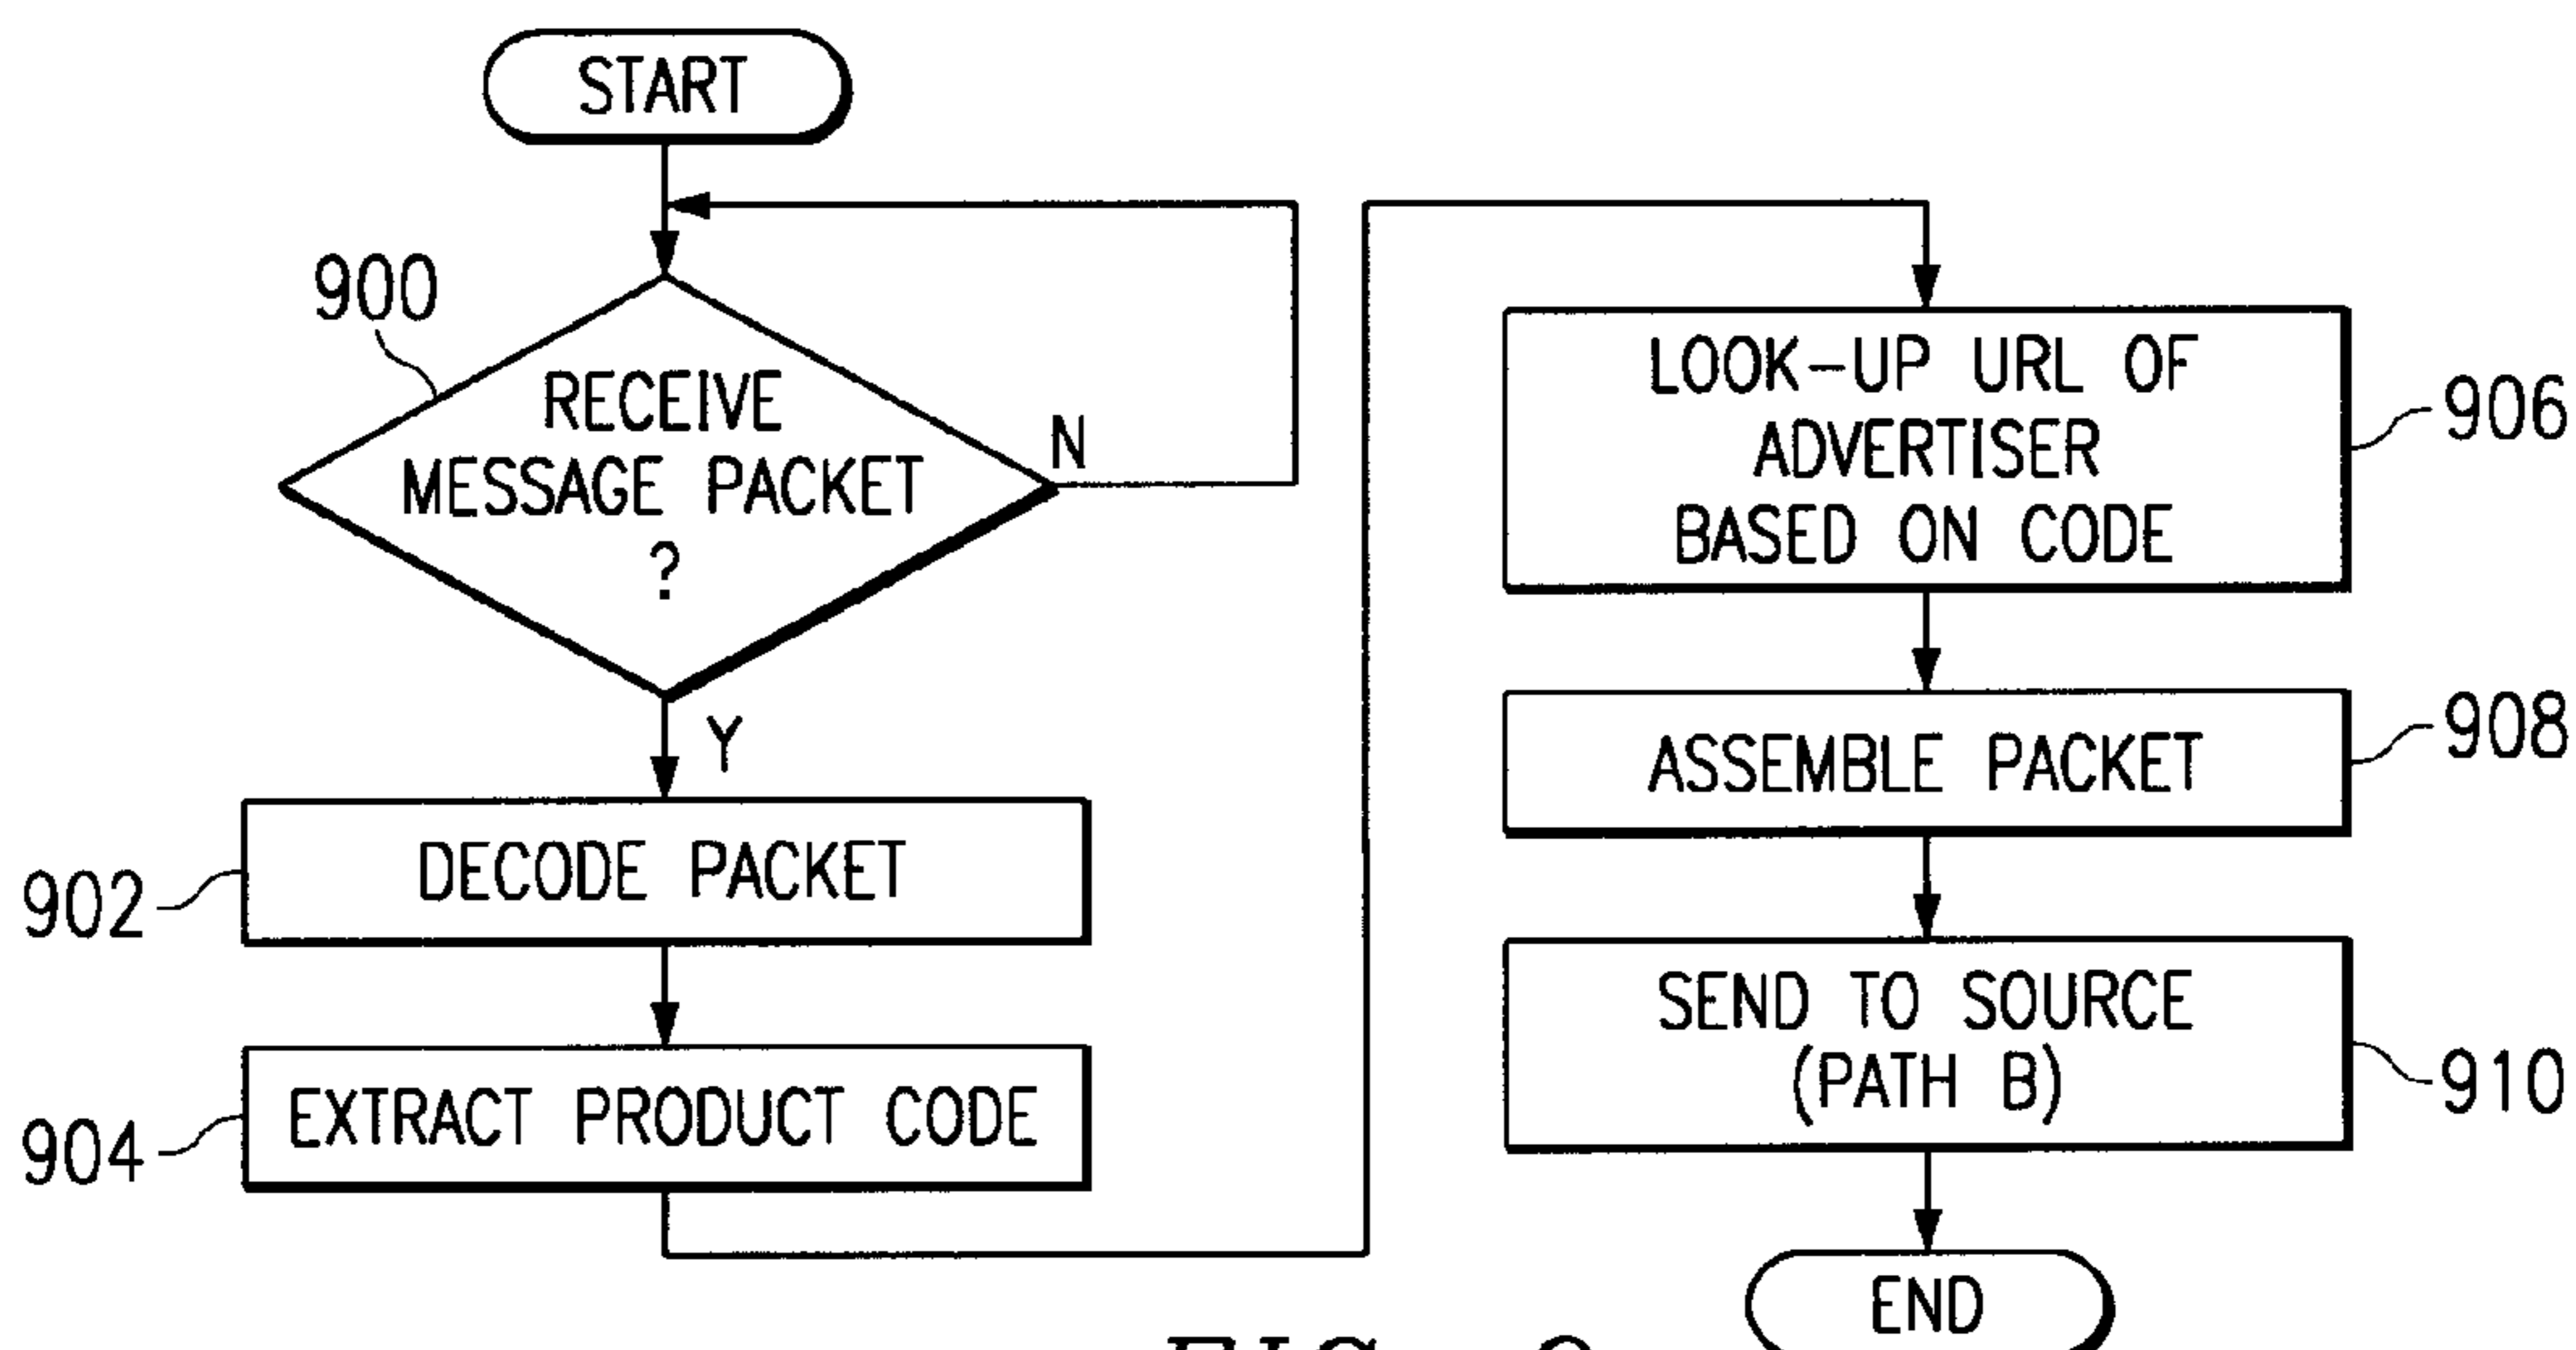 START
900
RECEIVE
MESSAGE PACKET
?
N
Y
902
DECODE PACKET
904
EXTRACT PRODUCT CODE
LOOK-UP URL OF
ADVERTISER
BASED ON CODE
906
ASSEMBLE PACKET
908
SEND TO SOURCE
(PATH B)
910
END